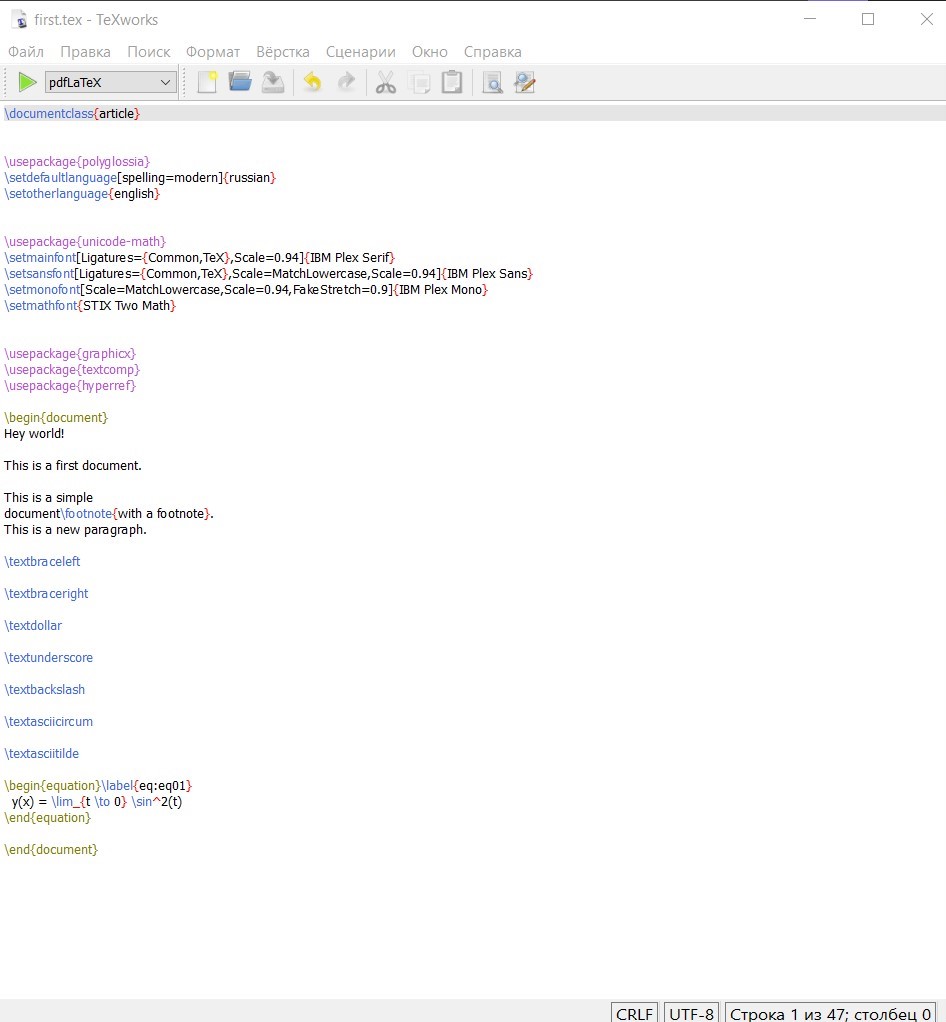 first.tex - TeXworks
Файл Правка Поиск Формат Вёрстка Сценарии Окно Справка
pdfLaTeX
\documentclass{article}
\usepackage{polyglossia}
\setdefaultlanguage[spelling=modern]{russian}
\setotherlanguage{english}
\usepackage{unicode-math}
\setmainfont[Ligatures={Common,TeX},Scale=0.94]{IBM Plex Serif}
\setsansfont[Ligatures={Common,TeX},Scale=MatchLowercase,Scale=0.94]{IBM Plex Sans}
\setmonofont[Scale=MatchLowercase,Scale=0.94,FakeStretch=0.9]{IBM Plex Mono}
\setmathfont{STIX Two Math}
\usepackage{graphicx}
\usepackage{textcomp}
\usepackage{hyperref}
\begin{document}
Hey world!
This is a first document.
This is a simple
document\footnote{with a footnote}.
This is a new paragraph.
\textbraceleft
\textbraceright
\textdollar
\textunderscore
\textbackslash
\textasciicircum
\textasciitilde
\begin{equation}\label{eq:eq01}
y(x) = \lim_{t \to 0} \sin^2(t)
\end{equation}
\end{document}
CRLF UTF-8 Строка 1 из 47; столбец 0